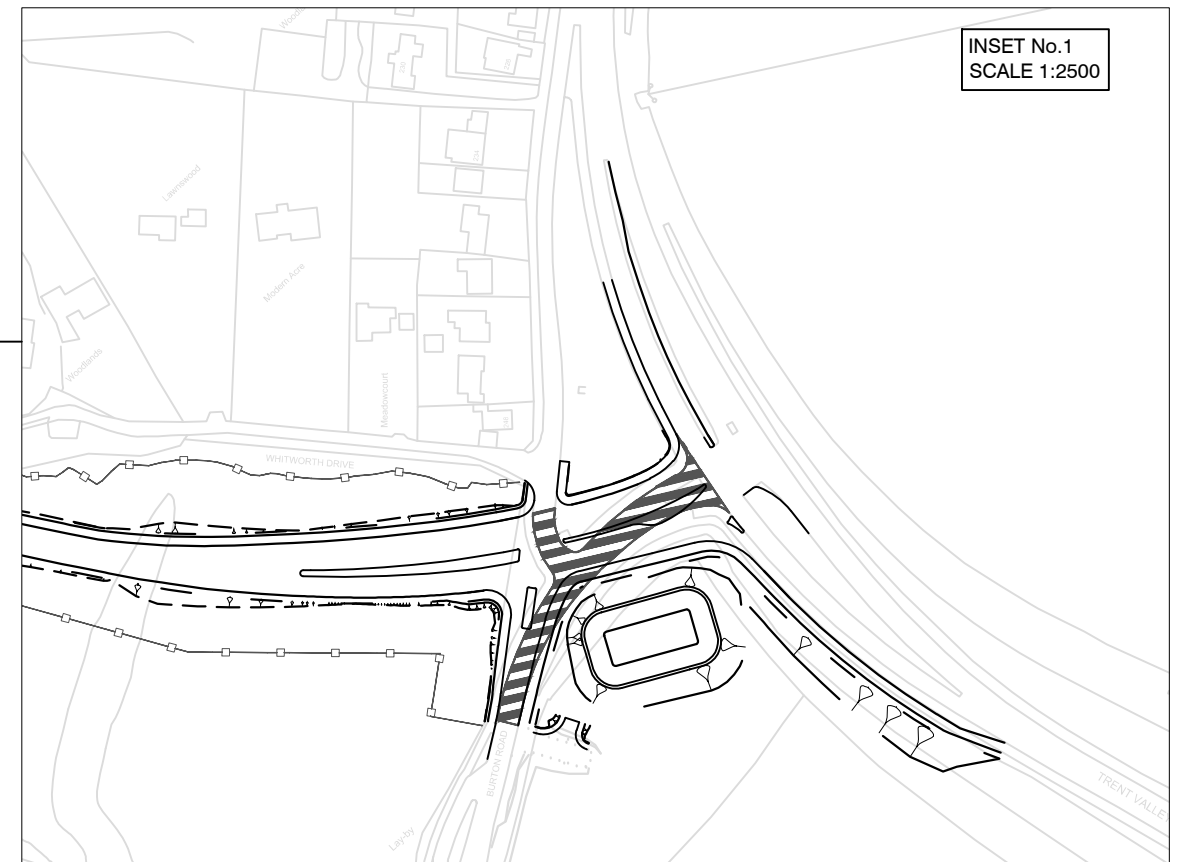 INSET No.1
SCALE 1:2500
Lawnswood
Modern Acre
Woodlands
Meadowcourt
WHITWORTH DRIVE
BURTON ROAD
Lay-by
TRENT VALLEY